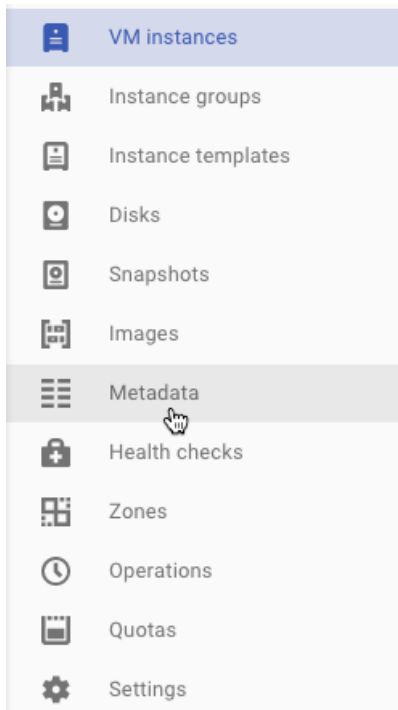 VM instances
Instance groups
Instance templates
Disks
Snapshots
Images
Metadata
Health checks
Zones
Operations
Quotas
Settings